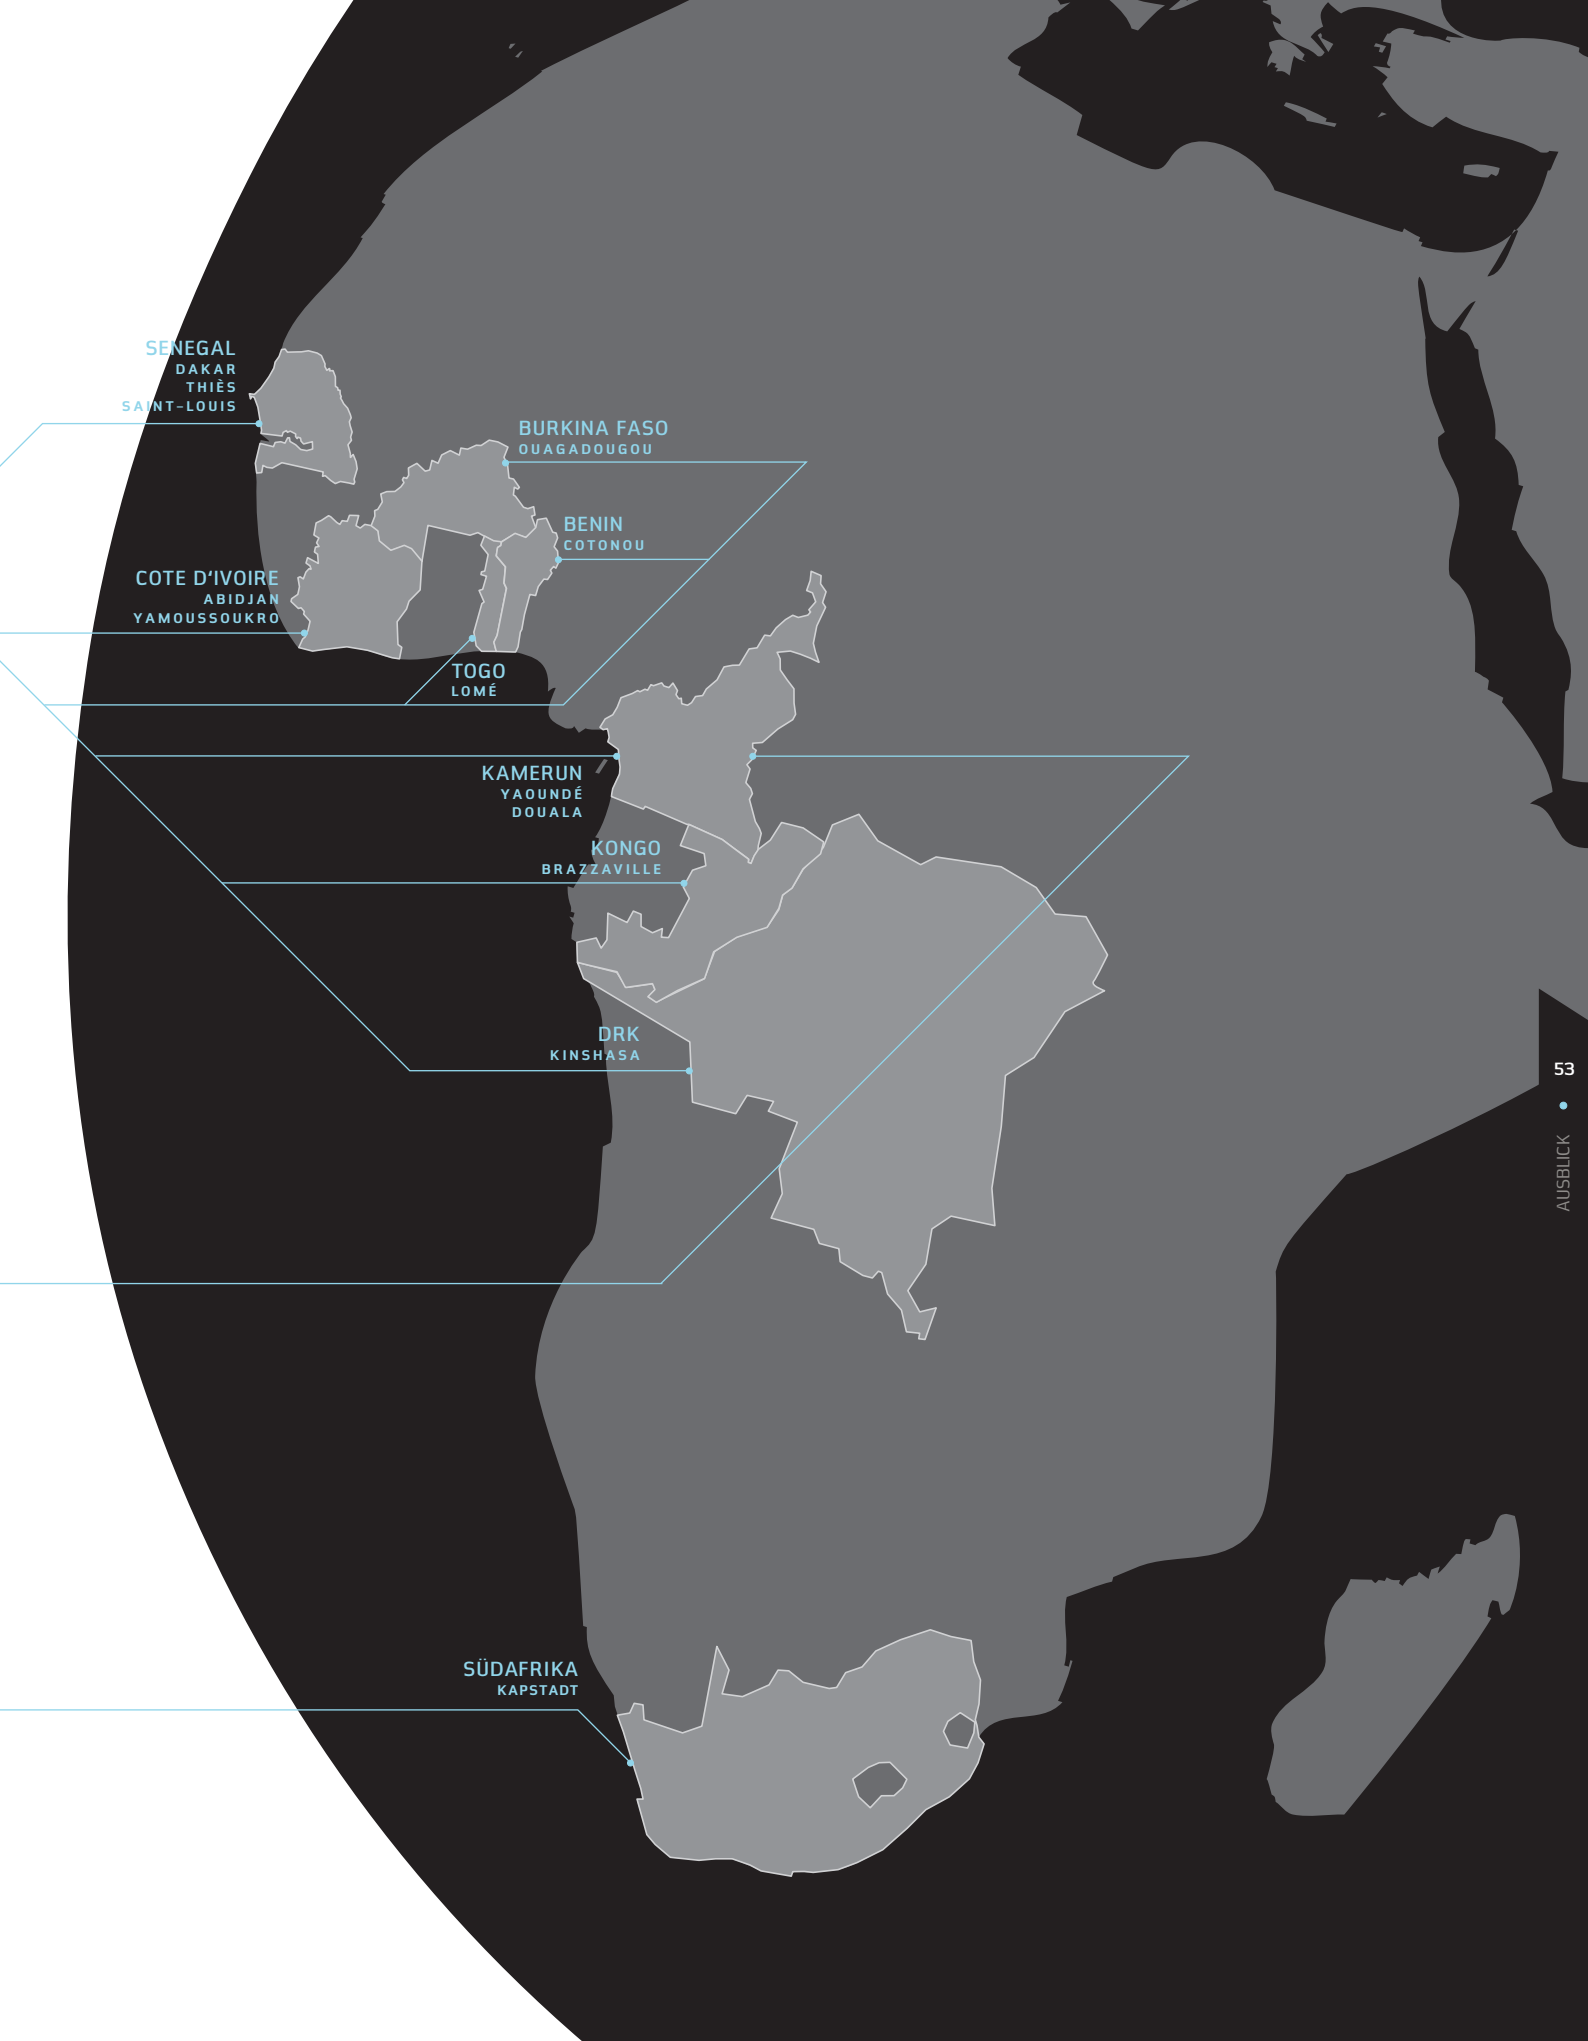 SENEGAL
DAKAR
THIÈS
SAINT–LOUIS
BURKINA FASO
OUAGADOUGOU
BENIN
COTONOU
COTE D‘IVOIRE
ABIDJAN
YAMOUSSOUKRO
TOGO
LOMÉ
KAMERUN
YAOUNDÉ
DOUALA
KONGO
BRAZZAVILLE
DRK
KINSHASA
53
AUSBLICK
SÜDAFRIKA
KAPSTADT